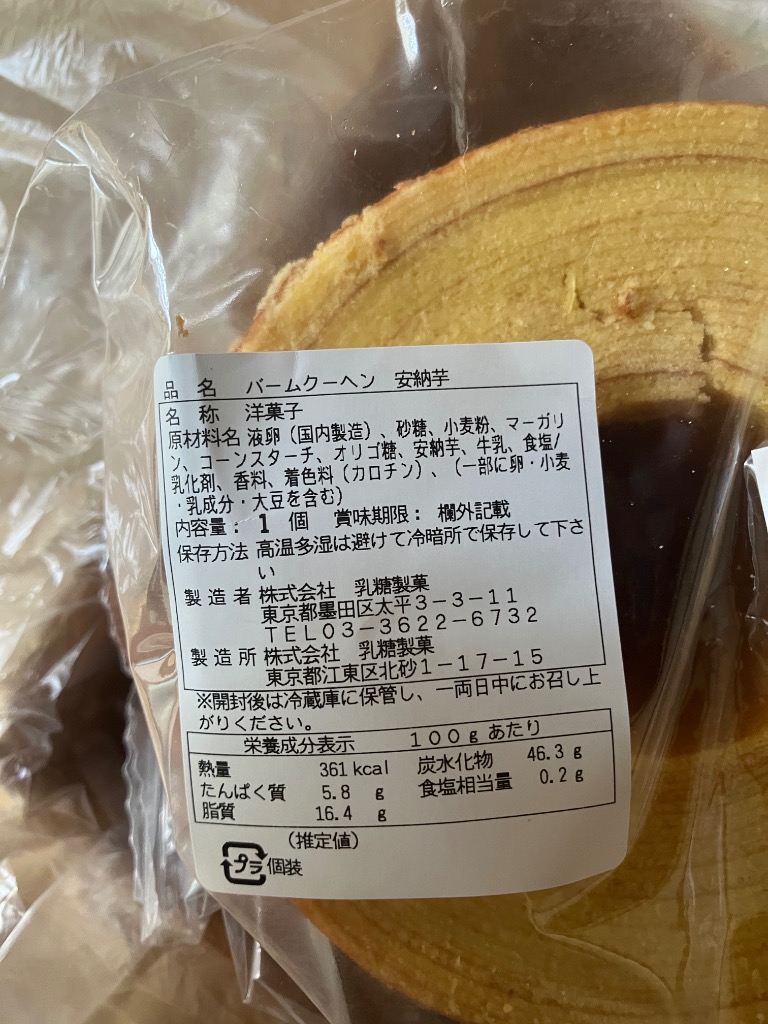 品 名 バームクーヘン 安納芋
名 称 洋菓子
原材料名 液卵（国内製造）、砂糖、小麦粉、マーガリ
ン、コーンスターチ、オリゴ糖、安納芋、牛乳、食塩/
乳化剤、香料、着色料（カロチン）、（一部に卵・小麦
・乳成分・大豆を含む）
内容量： 1 個 賞味期限： 欄外記載
保存方法 高温多湿は避けて冷暗所で保存して下さ
い
製 造 者 株式会社 乳糖製菓
東京都墨田区太平３－３－１１
ＴＥＬ０３－３６２２－６７３２
製 造 所 株式会社 乳糖製菓
東京都江東区北砂１－１７－１５
※開封後は冷蔵庫に保管し、一両日中にお召し上
がりください。
栄養成分表示 １００ｇあたり
熱量 361 kcal 炭水化物 46.3 g
たんぱく質 5.8 g 食塩相当量 0.2 g
脂質 16.4 g
（推定値）
プラ 個装